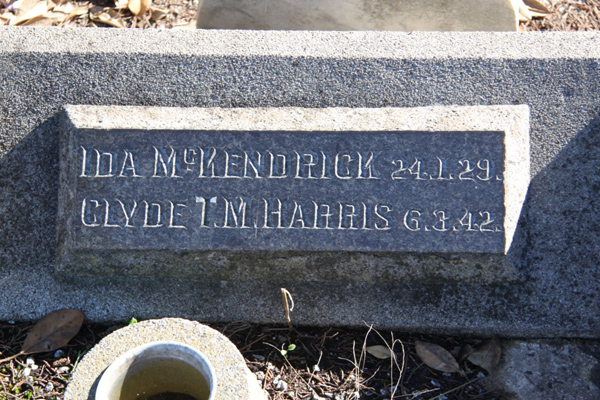 IDA McKENDRICK 24.1.29.
CLYDE T.M. HARRIS 6.3.42.